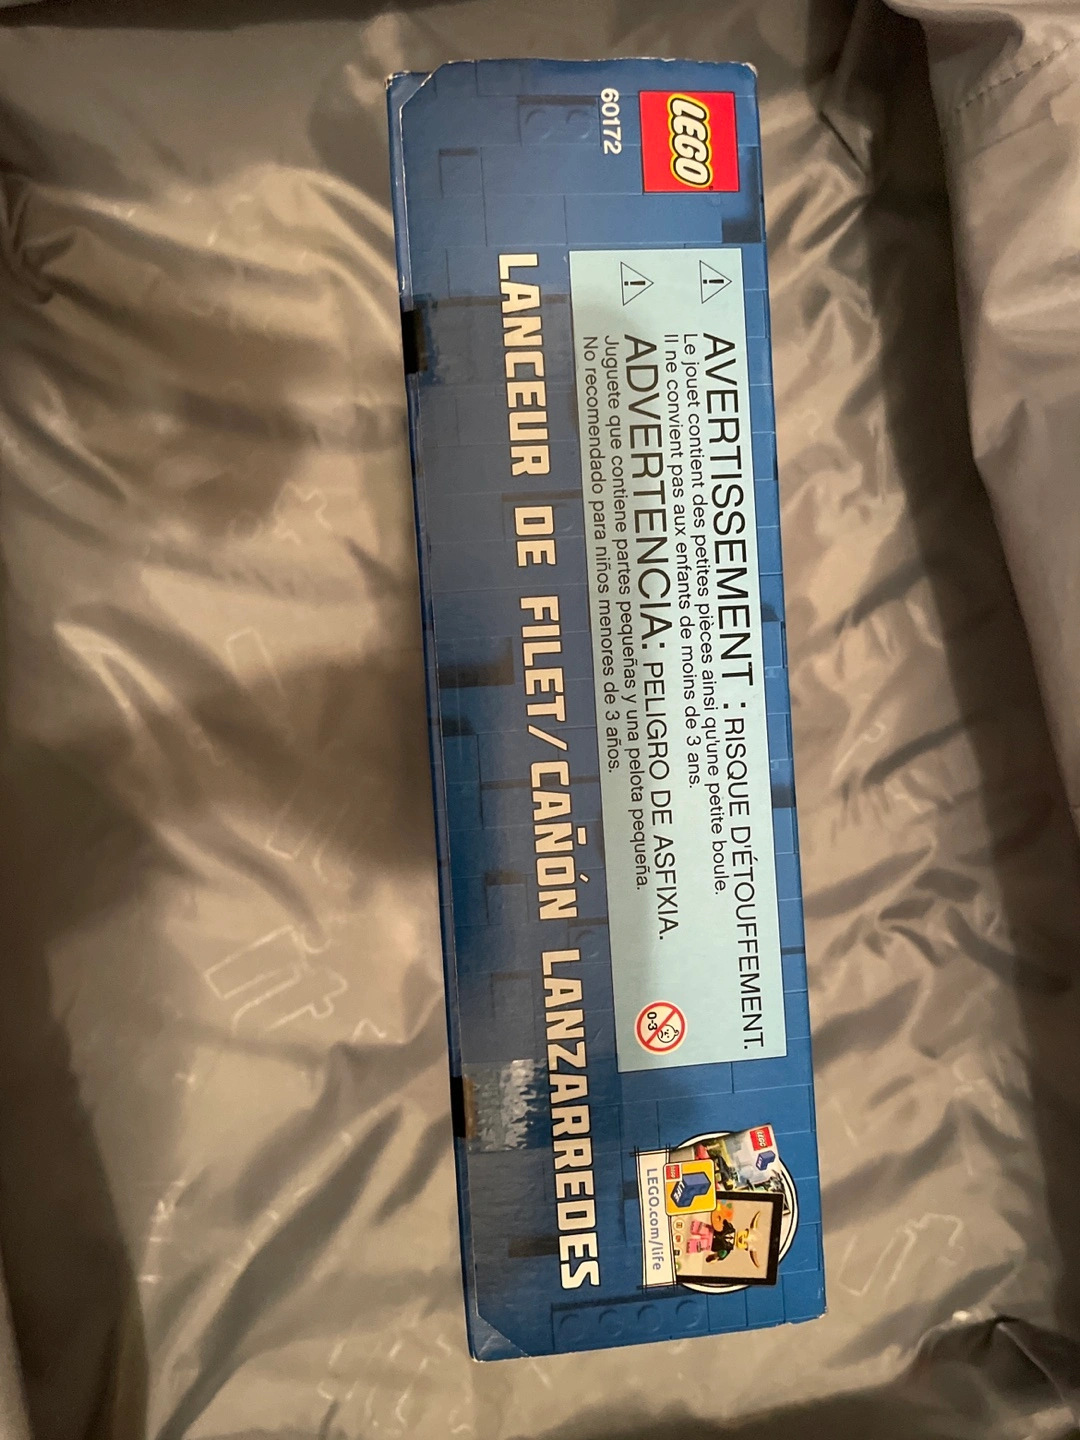 LEGO
60172
AVERTISSEMENT : RISQUE D'ÉTOUFFEMENT.
Le jouet contient des petites pièces ainsi qu'une petite boule.
Il ne convient pas aux enfants de moins de 3 ans.
ADVERTENCIA: PELIGRO DE ASFIXIA.
Juguete que contiene partes pequeñas y una pelota pequeña.
No recomendado para niños menores de 3 años.
0-3
LANCEUR DE FILET/CAÑÓN LANZARREDES
LEGO
LEGO
LEGO.com/life